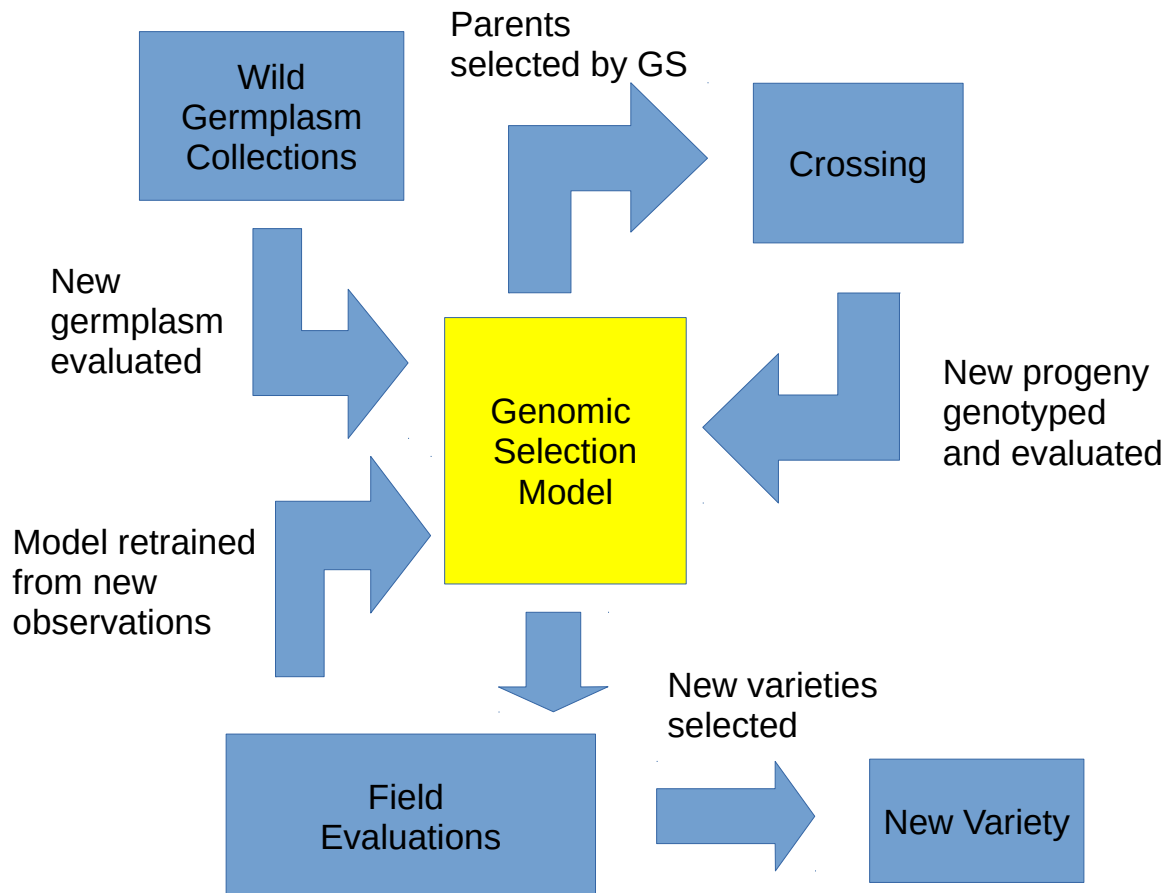 Parents
selected by GS
Wild
Germplasm
Collections
Crossing
New
germplasm
evaluated
Genomic
Selection
Model
New progeny
genotyped
and evaluated
Model retrained
from new
observations
New varieties
selected
Field
Evaluations
New Variety